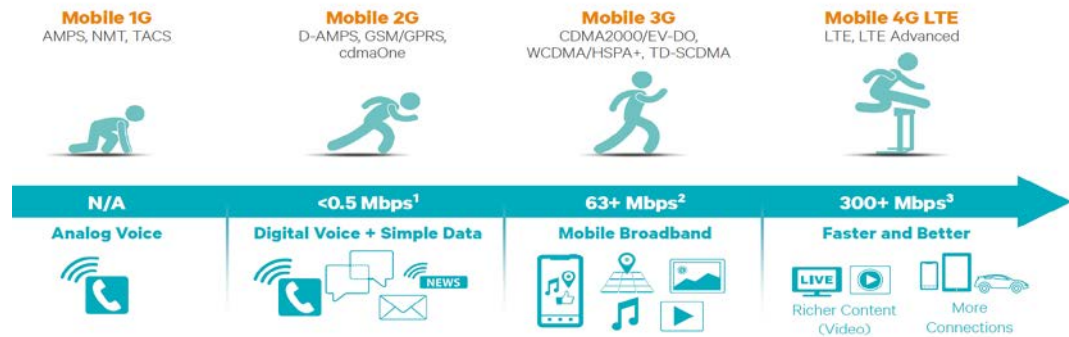 Mobile 1G
AMPS, NMT, TACS
Mobile 2G
D-AMPS, GSM/GPRS,
cdmaOne
Mobile 3G
CDMA2000/EV-DO,
WCDMA/HSPA+, TD-SCDMA
Mobile 4G LTE
LTE, LTE Advanced
N/A
<0.5 Mbps¹
63+ Mbps²
300+ Mbps³
Analog Voice
Digital Voice + Simple Data
Mobile Broadband
Faster and Better
NEWS
LIVE
Richer Content
(Video)
More
Connections